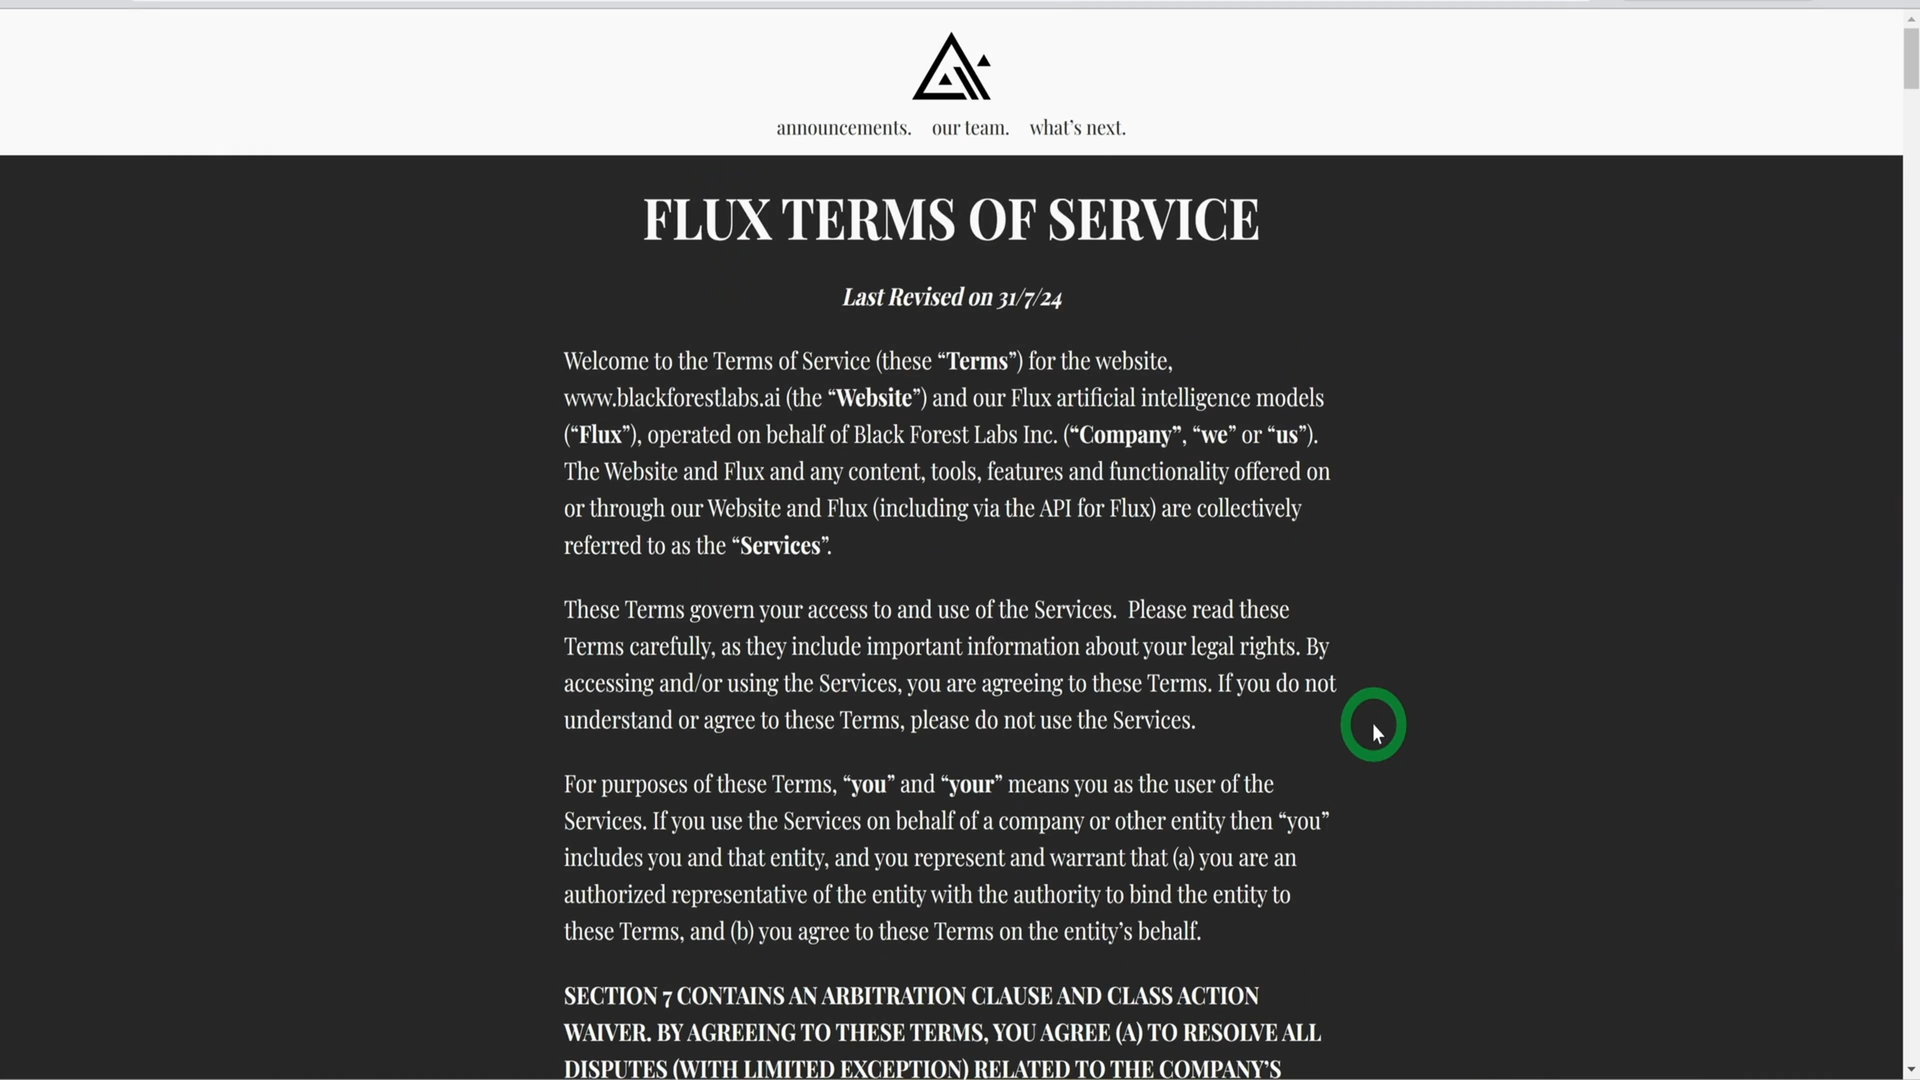 announcements. our team. what’s next.
FLUX TERMS OF SERVICE
Last Revised on 31/7/24
Welcome to the Terms of Service (these “Terms”) for the website,
www.blackforestlabs.ai (the “Website”) and our Flux artificial intelligence models
(“Flux”), operated on behalf of Black Forest Labs Inc. (“Company”, “we” or “us”).
The Website and Flux and any content, tools, features and functionality offered on
or through our Website and Flux (including via the API for Flux) are collectively
referred to as the “Services”.
These Terms govern your access to and use of the Services.  Please read these
Terms carefully, as they include important information about your legal rights. By
accessing and/or using the Services, you are agreeing to these Terms. If you do not
understand or agree to these Terms, please do not use the Services.
For purposes of these Terms, “you” and “your” means you as the user of the
Services. If you use the Services on behalf of a company or other entity then “you”
includes you and that entity, and you represent and warrant that (a) you are an
authorized representative of the entity with the authority to bind the entity to
these Terms, and (b) you agree to these Terms on the entity’s behalf.
SECTION 7 CONTAINS AN ARBITRATION CLAUSE AND CLASS ACTION
WAIVER. BY AGREEING TO THESE TERMS, YOU AGREE (A) TO RESOLVE ALL
DISPUTES (WITH LIMITED EXCEPTION) RELATED TO THE COMPANY’S